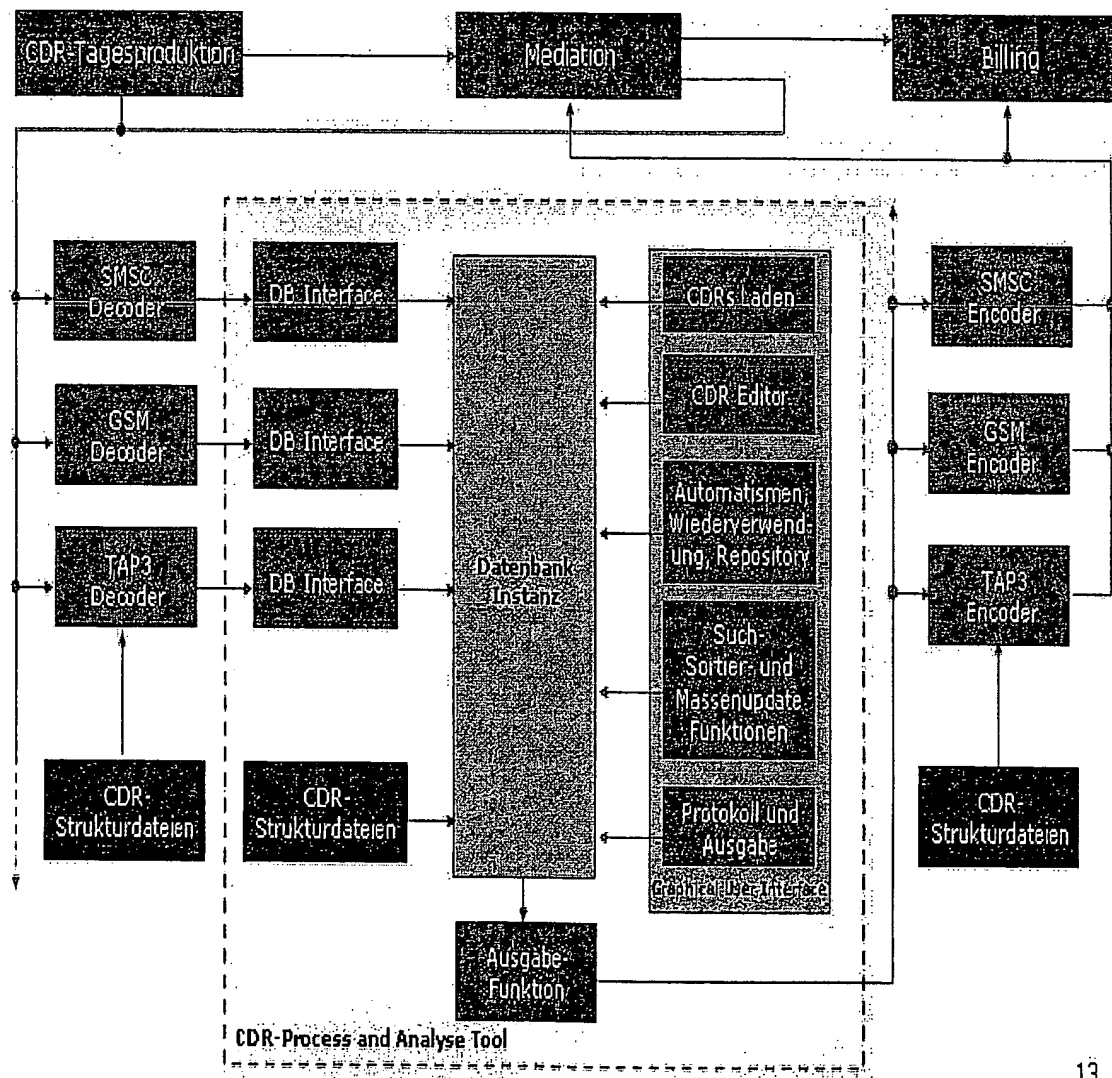 CDR-Tagesproduktion
Mediation
Billing
SMSC
Decoder
DB Interface
CDRs Laden
SMSC
Encoder
GSM
Decoder
DB Interface
CDR Editor
GSM
Encoder
TAP3
Decoder
DB Interface
Datenbank
Instanz
Automatismen,
Wiederverwend-
ung, Repository
TAP3
Encoder
Such-
Sortier- und
Massenupdate
Funktionen
CDR-
Strukturdateien
CDR-
Strukturdateien
Protokoll und
Ausgabe
Graphical User Interface
CDR-
Strukturdateien
Ausgabe-
Funktion
CDR-Process and Analyse Tool
13